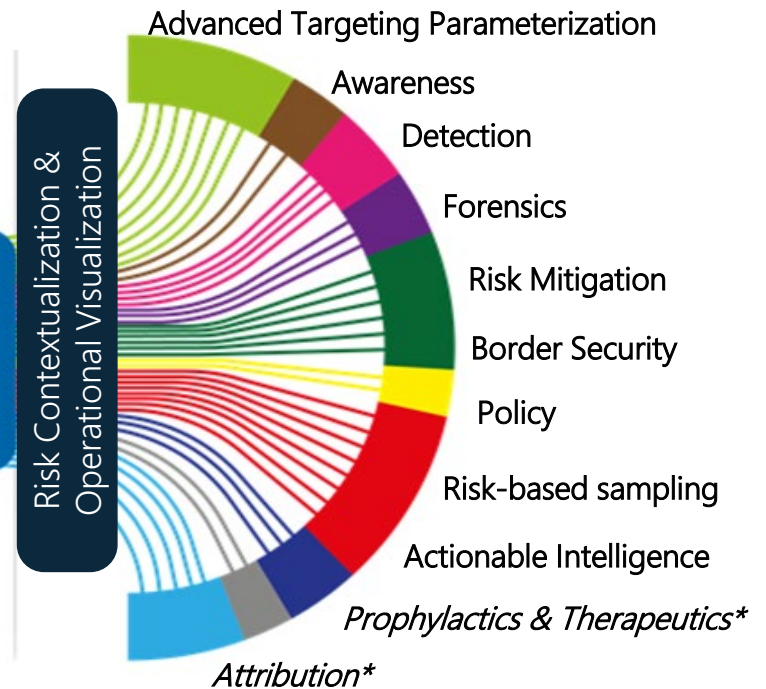 Advanced Targeting Parameterization
Awareness
Detection
Forensics
Risk Mitigation
Border Security
Policy
Risk-based sampling
Actionable Intelligence
Prophylactics & Therapeutics*
Attribution*
Risk Contextualization &
Operational Visualization